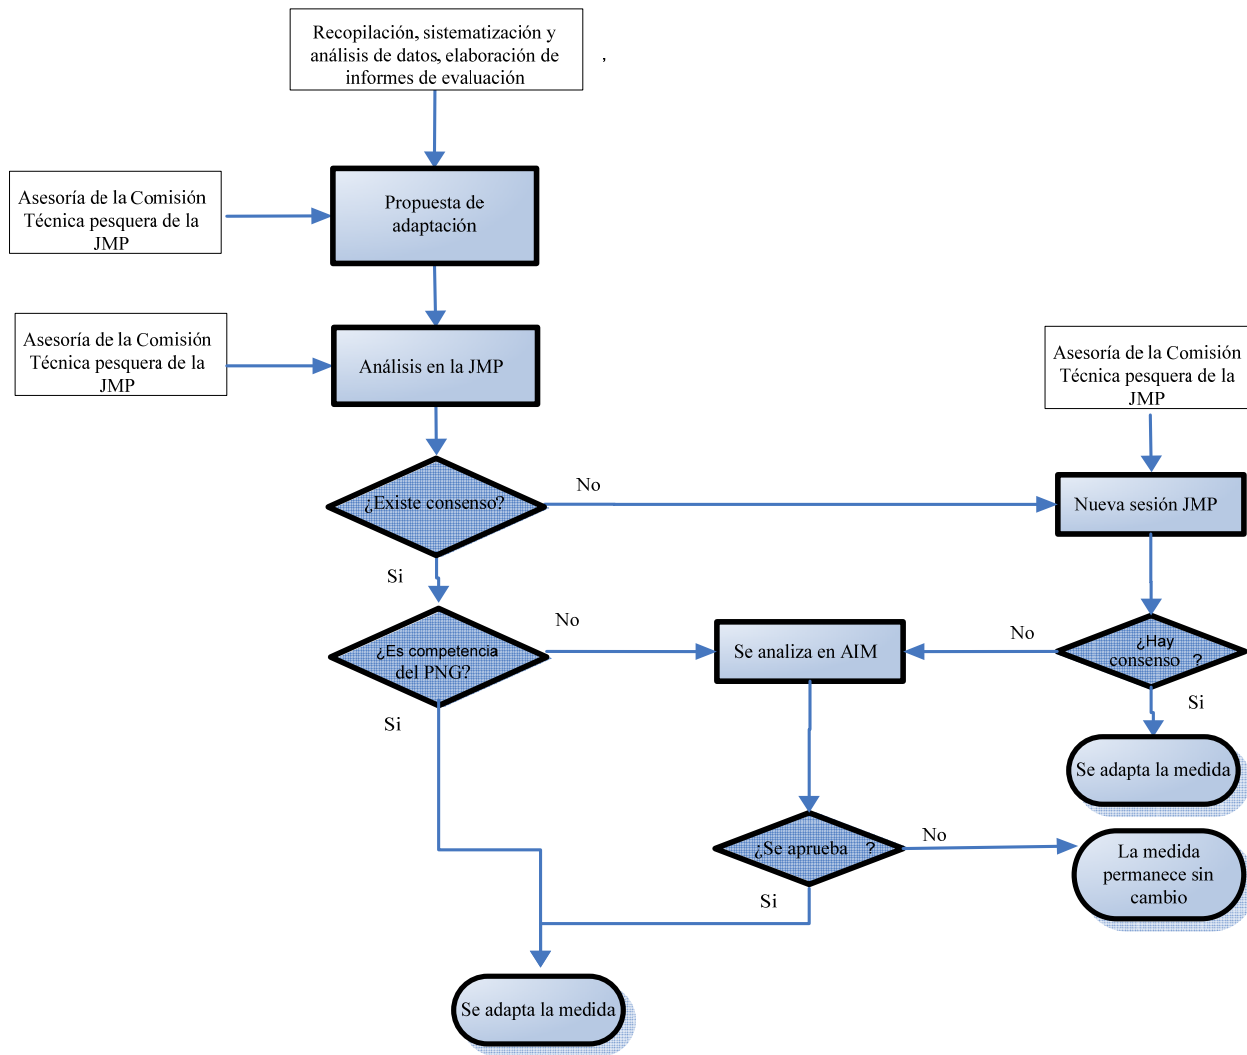 Recopilación, sistematización y
análisis de datos, elaboración de
informes de evaluación
,
Asesoría de la Comisión
Técnica pesquera de la
JMP
Propuesta de
adaptación
Asesoría de la Comisión
Técnica pesquera de la
JMP
Análisis en la JMP
Asesoría de la Comisión
Técnica pesquera de la
JMP
¿Existe consenso?
No
Nueva sesión JMP
Si
¿Es competencia
del PNG?
No
Se analiza en AIM
No
¿Hay
consenso ?
Si
Si
Se adapta la medida
¿Se aprueba ?
No
La medida
permanece sin
cambio
Si
Se adapta la medida